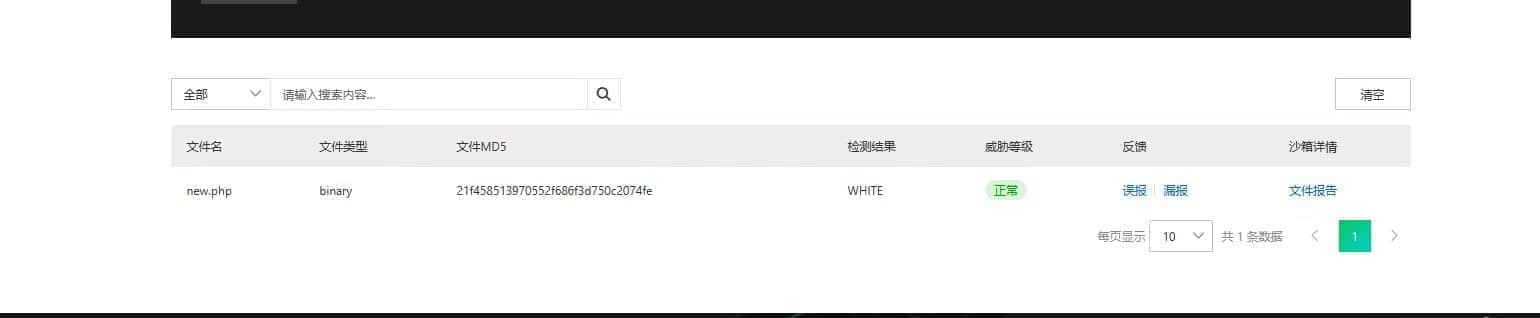 全部 请输入搜索内容... 清空
文件名 文件类型 文件MD5 检测结果 威胁等级 反馈 沙箱详情
new.php binary 21f458513970552f686f3d750c2074fe WHITE 正常 误报 漏报 文件报告
每页显示 10 共 1 条数据 1